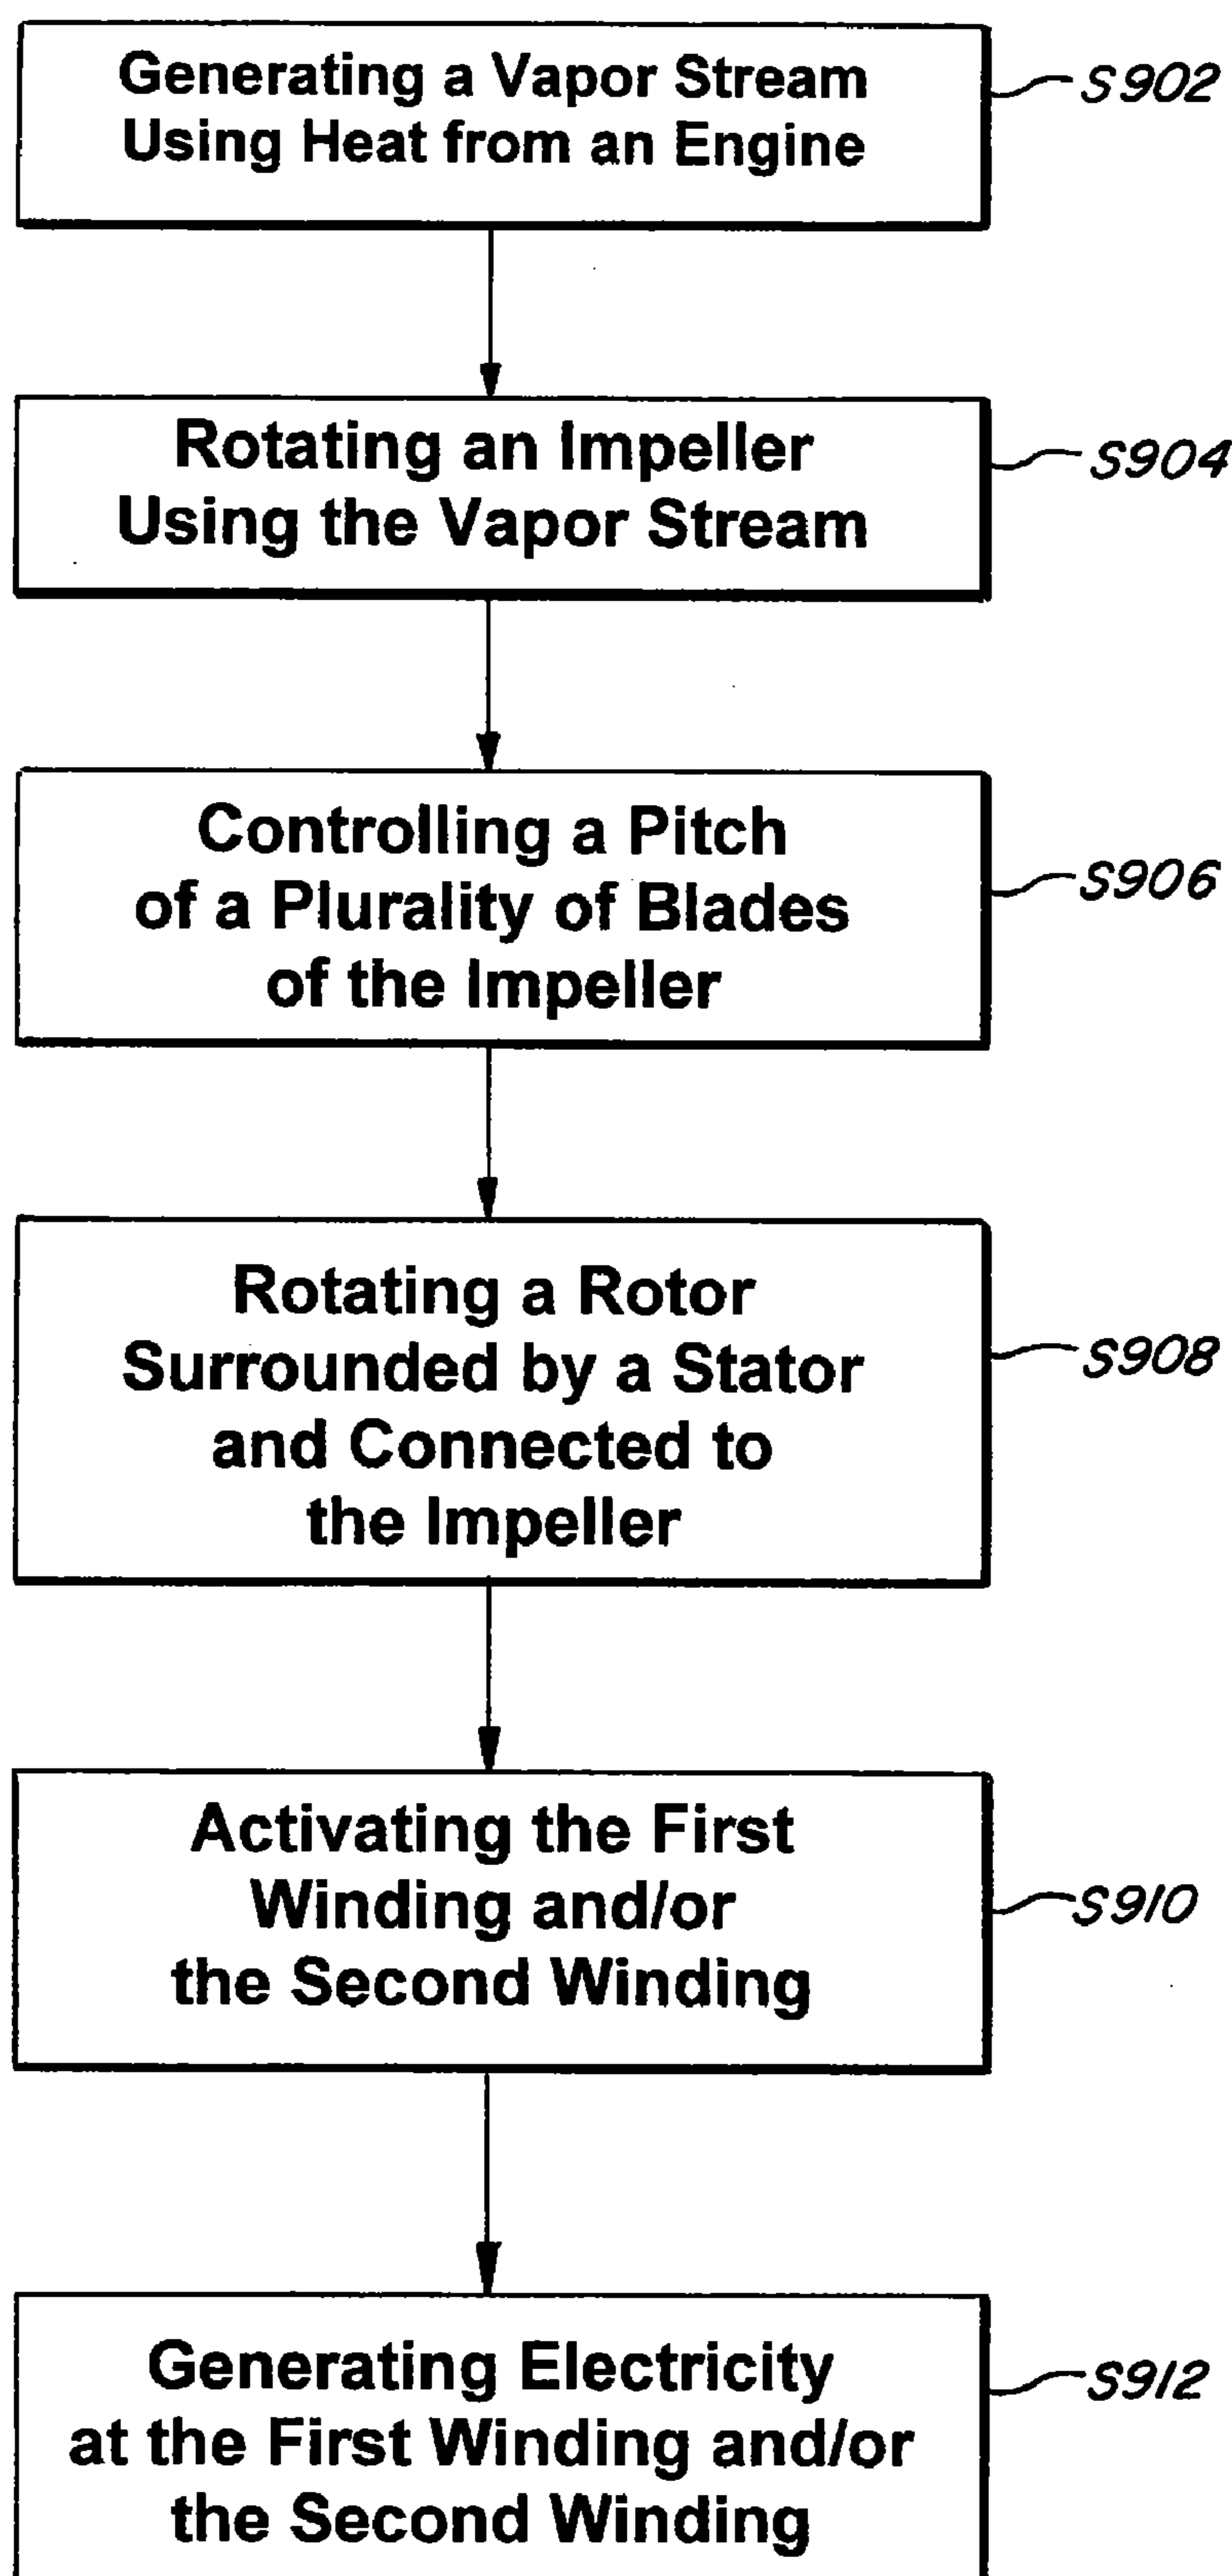 Generating a Vapor Stream
Using Heat from an Engine
S902
Rotating an Impeller
Using the Vapor Stream
S904
Controlling a Pitch
of a Plurality of Blades
of the Impeller
S906
Rotating a Rotor
Surrounded by a Stator
and Connected to
the Impeller
S908
Activating the First
Winding and/or
the Second Winding
S910
Generating Electricity
at the First Winding and/or
the Second Winding
S912